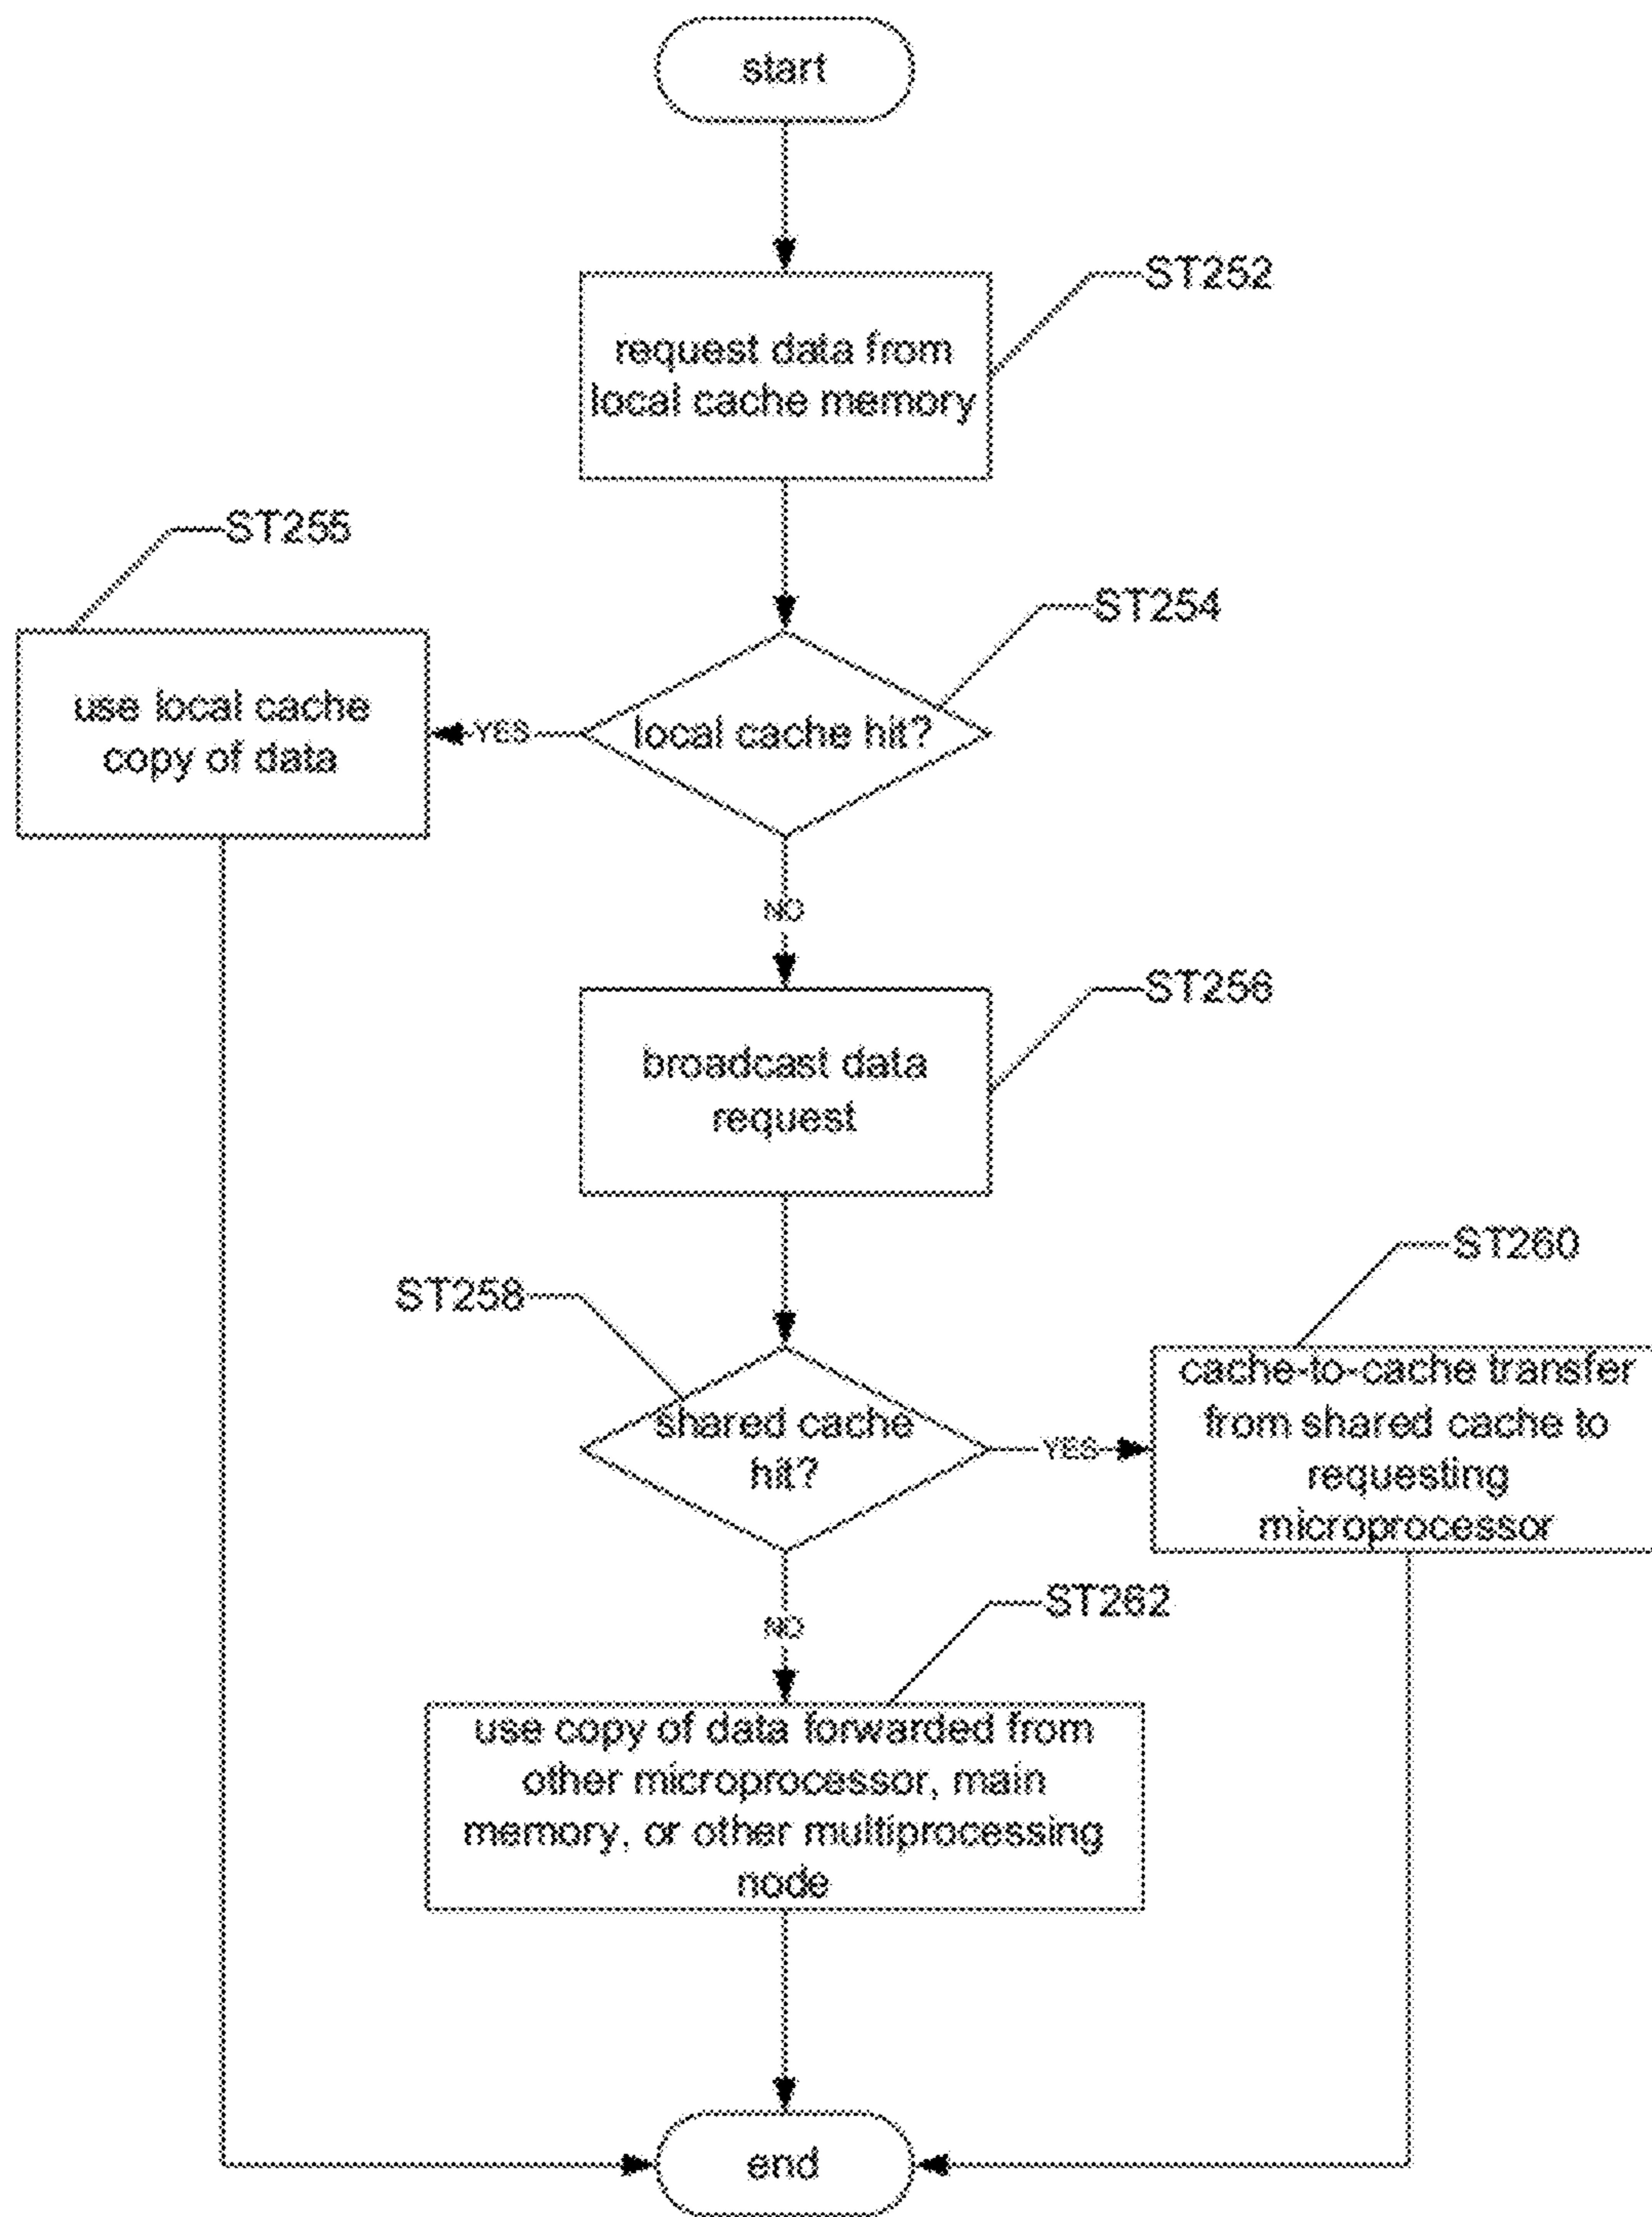 start
ST252
request data from
local cache memory
ST255
ST254
use local cache
copy of data
YES
local cache hit?
NO
ST256
broadcast data
request
ST260
ST258
cache-to-cache transfer
from shared cache to
requesting
microprocessor
shared cache
hit?
YES
NO
ST262
use copy of data forwarded from
other microprocessor, main
memory, or other multiprocessing
node
end